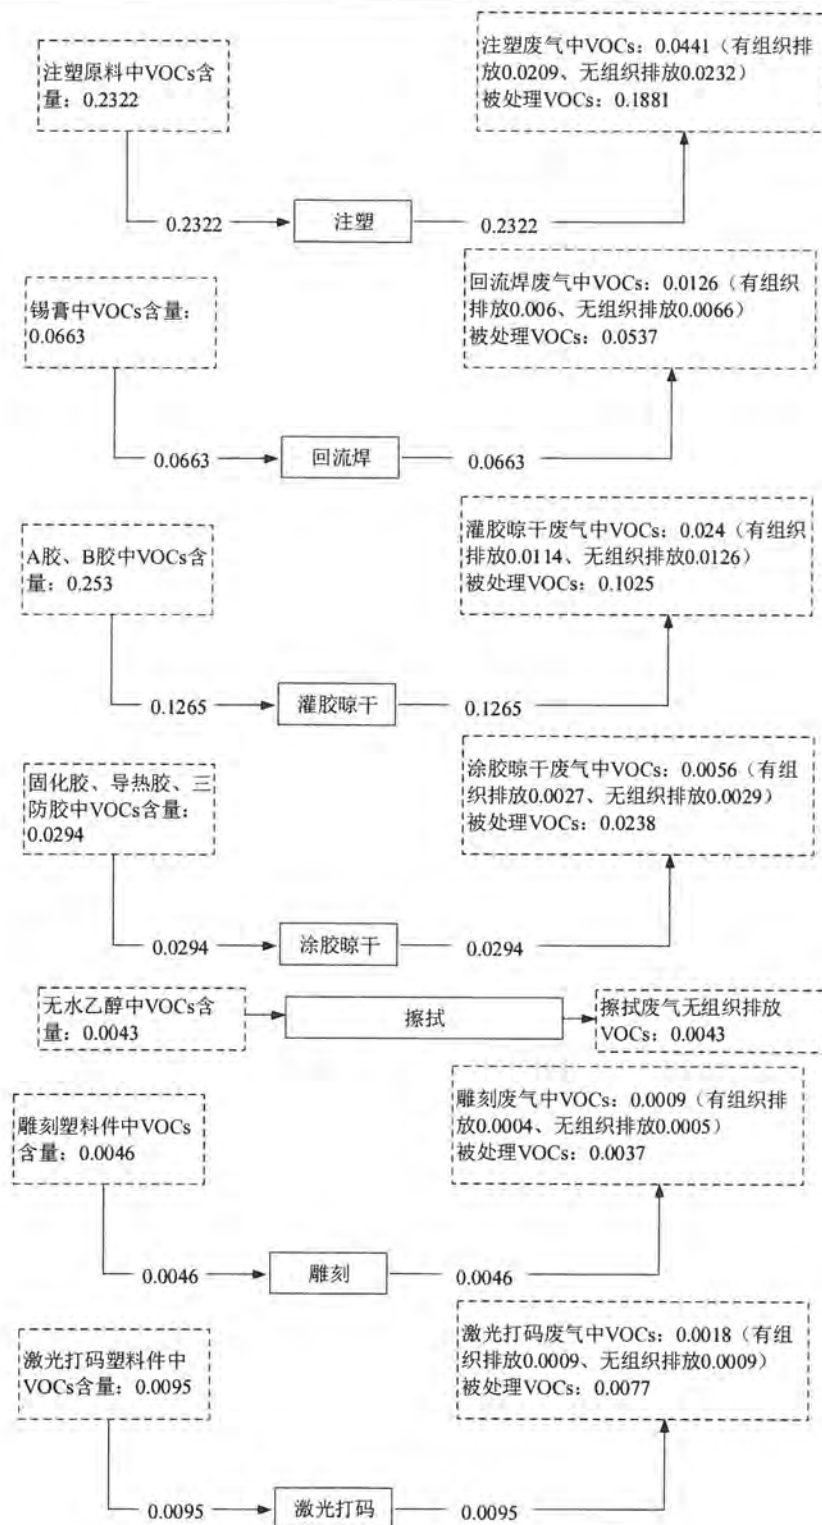 注塑原料中VOCs含
量：0.2322
注塑废气中VOCs：0.0441（有组织排
放0.0209、无组织排放0.0232）
被处理VOCs：0.1881
0.2322
注塑
0.2322
锡膏中VOCs含量：
0.0663
回流焊废气中VOCs：0.0126（有组织
排放0.006、无组织排放0.0066）
被处理VOCs：0.0537
0.0663
回流焊
0.0663
A胶、B胶中VOCs含
量：0.253
灌胶晾干废气中VOCs：0.024（有组织
排放0.0114、无组织排放0.0126）
被处理VOCs：0.1025
0.1265
灌胶晾干
0.1265
固化胶、导热胶、三
防胶中VOCs含量：
0.0294
涂胶晾干废气中VOCs：0.0056（有组
织排放0.0027、无组织排放0.0029）
被处理VOCs：0.0238
0.0294
涂胶晾干
0.0294
无水乙醇中VOCs含
量：0.0043
擦拭
擦拭废气无组织排放
VOCs：0.0043
雕刻塑料件中VOCs
含量：0.0046
雕刻废气中VOCs：0.0009（有组织排
放0.0004、无组织排放0.0005）
被处理VOCs：0.0037
0.0046
雕刻
0.0046
激光打码塑料件中
VOCs含量：0.0095
激光打码废气中VOCs：0.0018（有组
织排放0.0009、无组织排放0.0009）
被处理VOCs：0.0077
0.0095
激光打码
0.0095